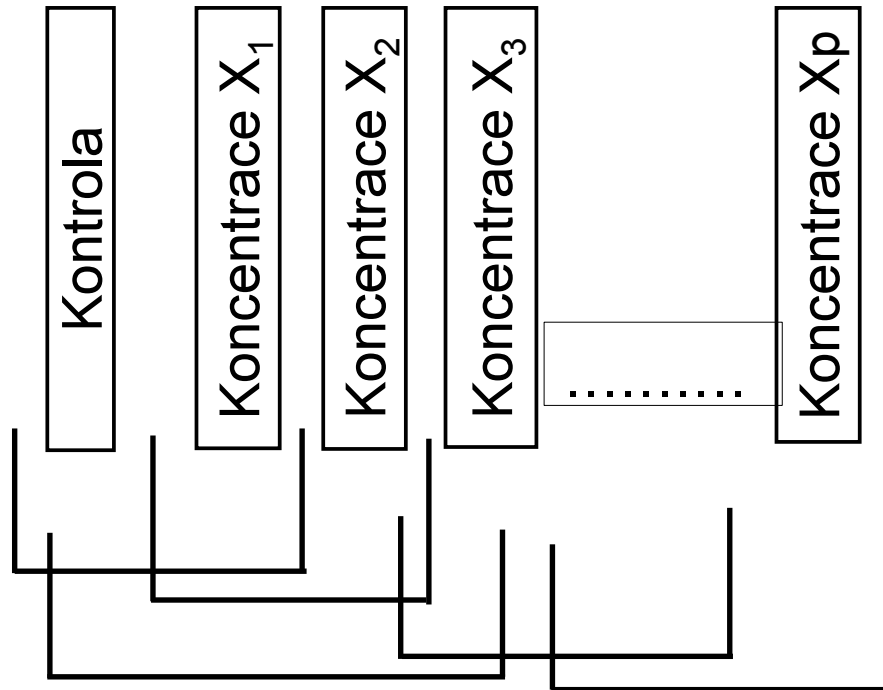 Kontrola
Koncentrace X₁
Koncentrace X₂
Koncentrace X₃
.........
Koncentrace Xp